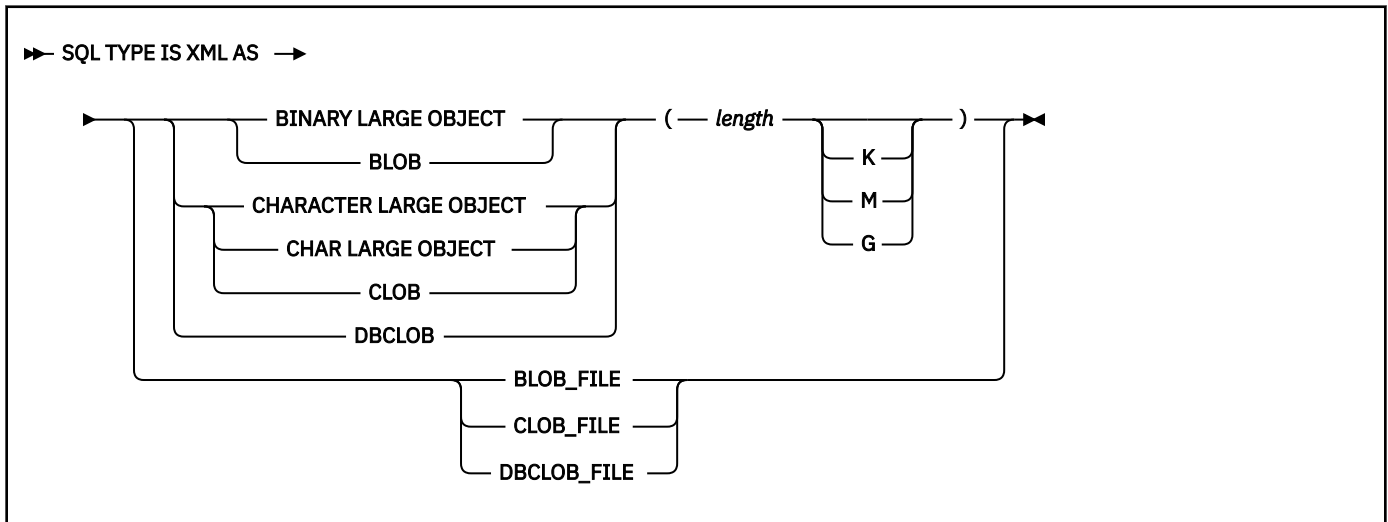 SQL TYPE IS XML AS
BINARY LARGE OBJECT ( length )
BLOB K
M
CHARACTER LARGE OBJECT
CHAR LARGE OBJECT G
CLOB
DBCLOB
BLOB_FILE
CLOB_FILE
DBCLOB_FILE